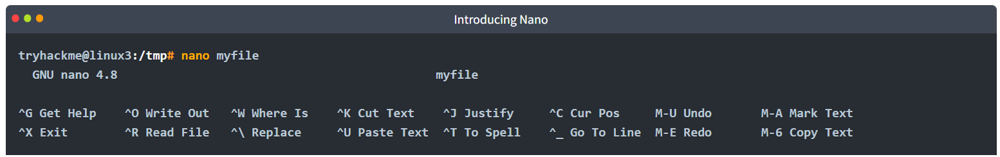 Introducing Nano
tryhackme@linux3:/tmp# nano myfile
GNU nano 4.8 myfile
^G Get Help ^O Write Out ^W Where Is ^K Cut Text ^J Justify ^C Cur Pos M-U Undo M-A Mark Text
^X Exit ^R Read File ^\ Replace ^U Paste Text ^T To Spell ^_ Go To Line M-E Redo M-6 Copy Text